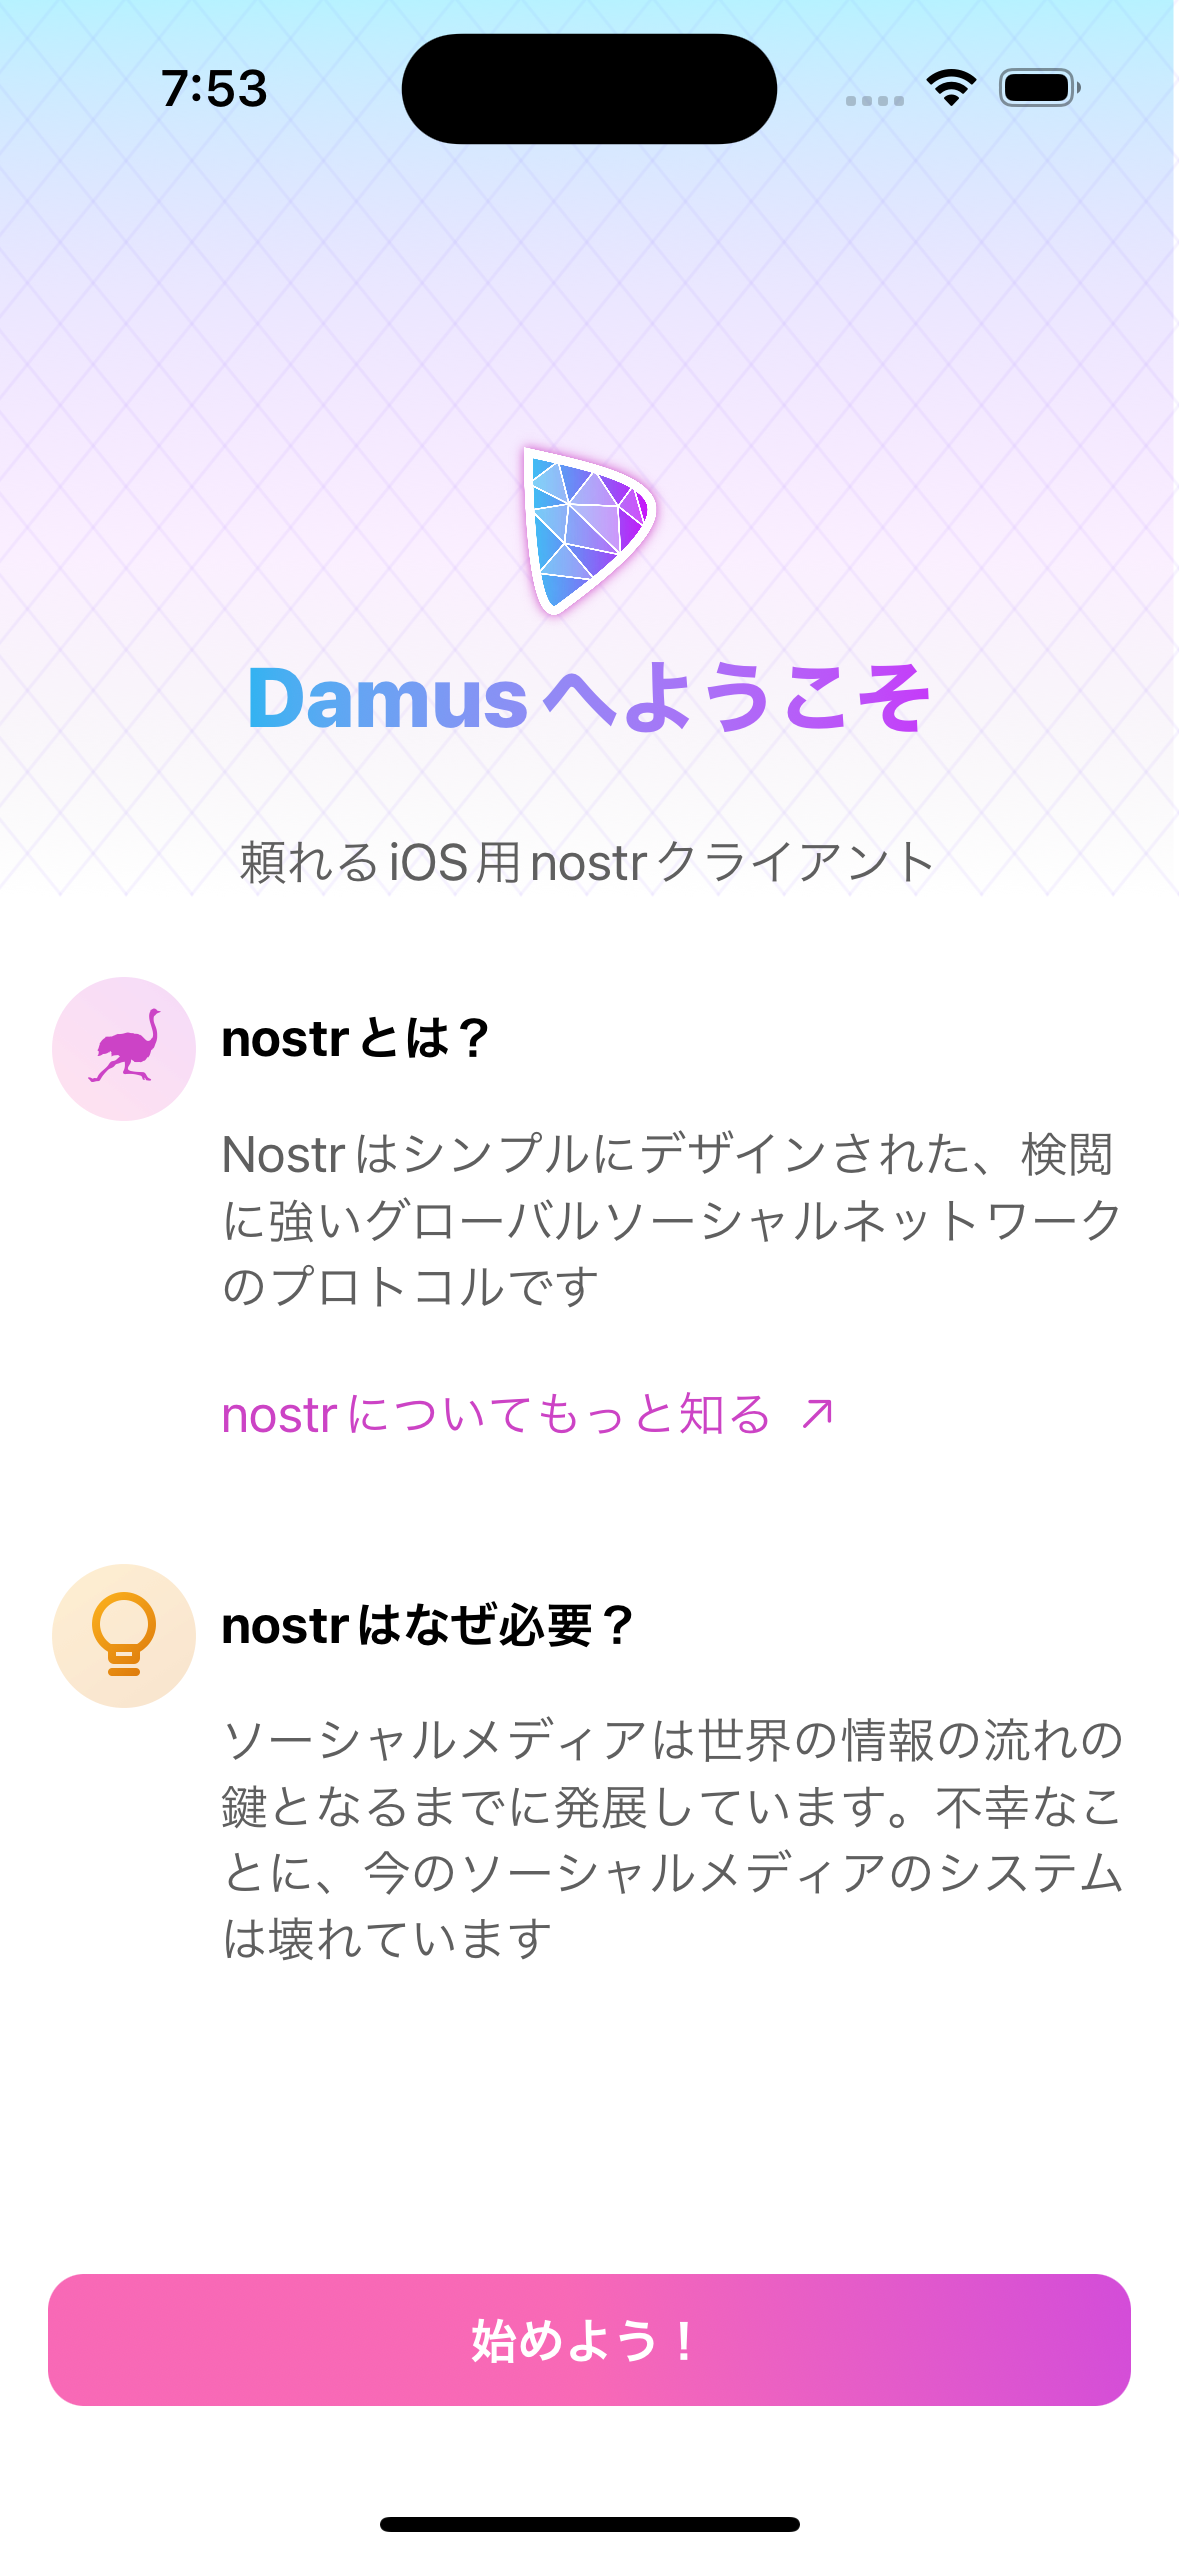 7:53
Damusへようこそ
頼れるiOS用nostrクライアント
nostrとは？
Nostrはシンプルにデザインされた、検閲
に強いグローバルソーシャルネットワーク
のプロトコルです
nostrについてもっと知る ↗
nostrはなぜ必要？
ソーシャルメディアは世界の情報の流れの
鍵となるまでに発展しています。不幸なこ
とに、今のソーシャルメディアのシステム
は壊れています
始めよう！